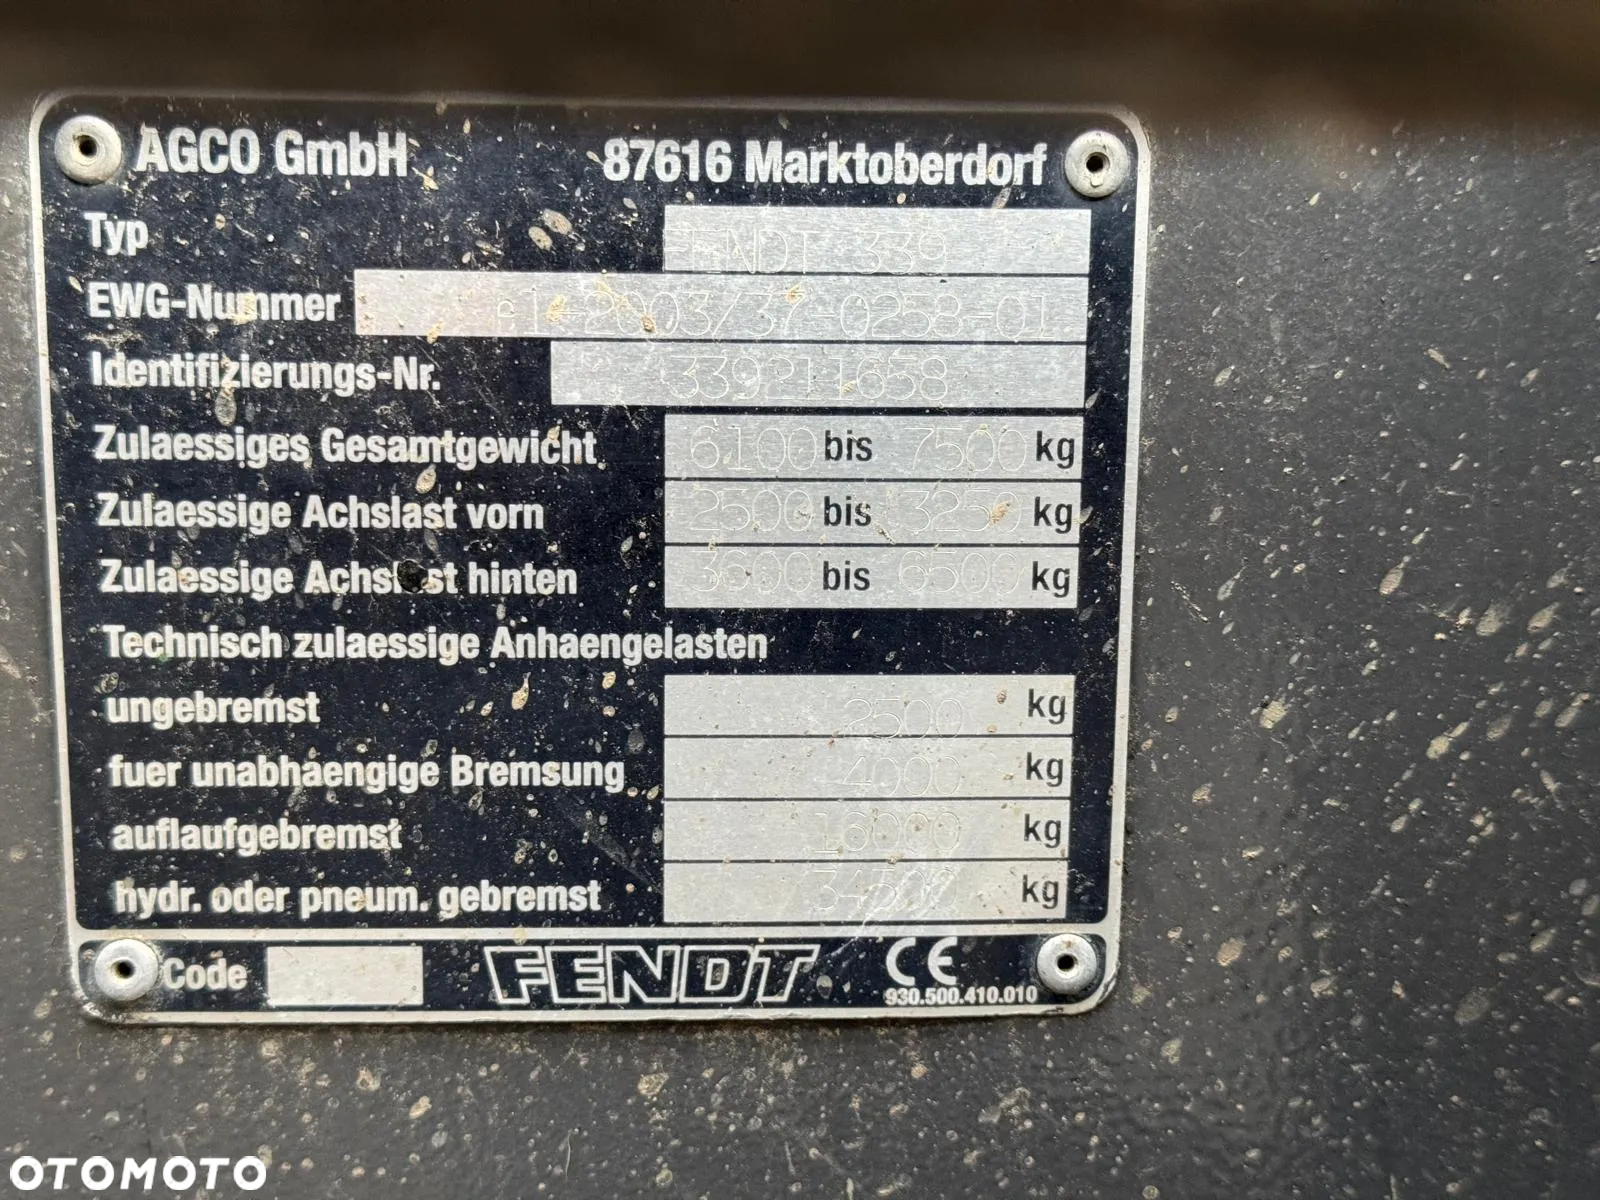 AGCO GmbH 87616 Marktoberdorf
Typ FENDT 339
EWG-Nummer e1-2003/37-0258-01
Identifizierungs-Nr. 339211658
Zulaessiges Gesamtgewicht 6100 bis 7500 kg
Zulaessige Achslast vorn 2500 bis 3250 kg
Zulaessige Achslast hinten 3600 bis 6500 kg
Technisch zulaessige Anhaengelasten
ungebremst 2500 kg
fuer unabhaengige Bremsung 4000 kg
auflaufgebremst 16000 kg
hydr. oder pneum. gebremst 34500 kg
Code FENDT CE
930.500.410.010
OTOMOTO